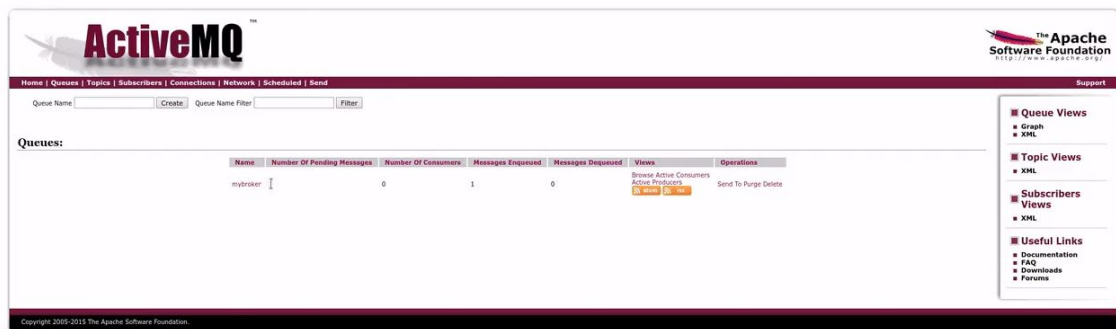 ActiveMQ™
The Apache
Software Foundation
http://www.apache.org/
Home | Queues | Topics | Subscribers | Connections | Network | Scheduled | Send
Support
Queue Name Create Queue Name Filter Filter
Queues:
Name Number Of Pending Messages Number Of Consumers Messages Enqueued Messages Dequeued Views Operations
mybroker 0 1 0 Browse Active Consumers
Active Producers
atom rss
Send To Purge Delete
Queue Views
Graph
XML
Topic Views
XML
Subscribers
Views
XML
Useful Links
Documentation
FAQ
Downloads
Forums
Copyright 2005-2015 The Apache Software Foundation.